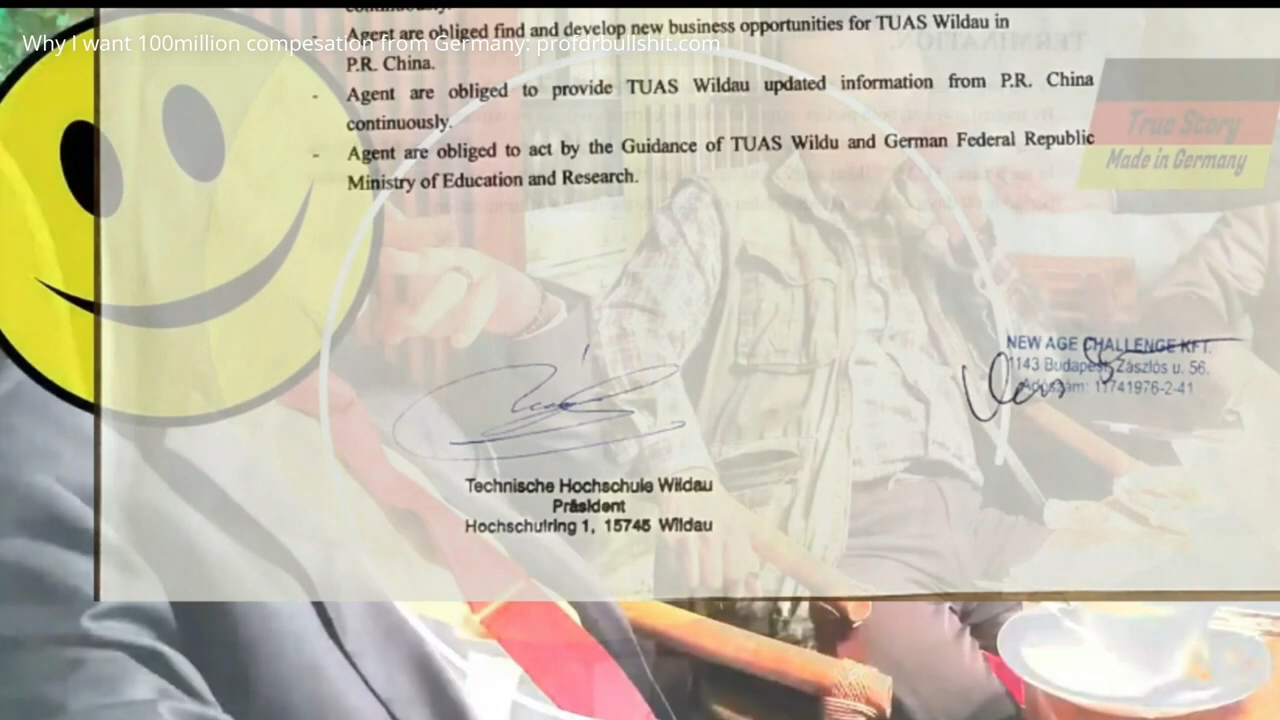 continuously.
Agent are obliged find and develop new business opportunities for TUAS Wildau in
Why I want 100million compesation from Germany: profdrbullshit.com
P.R. China.
- Agent are obliged to provide TUAS Wildau updated information from P.R. China
continuously.
- Agent are obliged to act by the Guidance of TUAS Wildu and German Federal Republic
Ministry of Education and Research.
TERMINATION
True Story
Made in Germany
NEW AGE CHALLENGE KFT.
1143 Budapest, Zászlós u. 56.
Adószám: 11741976-2-41
Technische Hochschule Wildau
Präsident
Hochschulring 1, 15745 Wildau